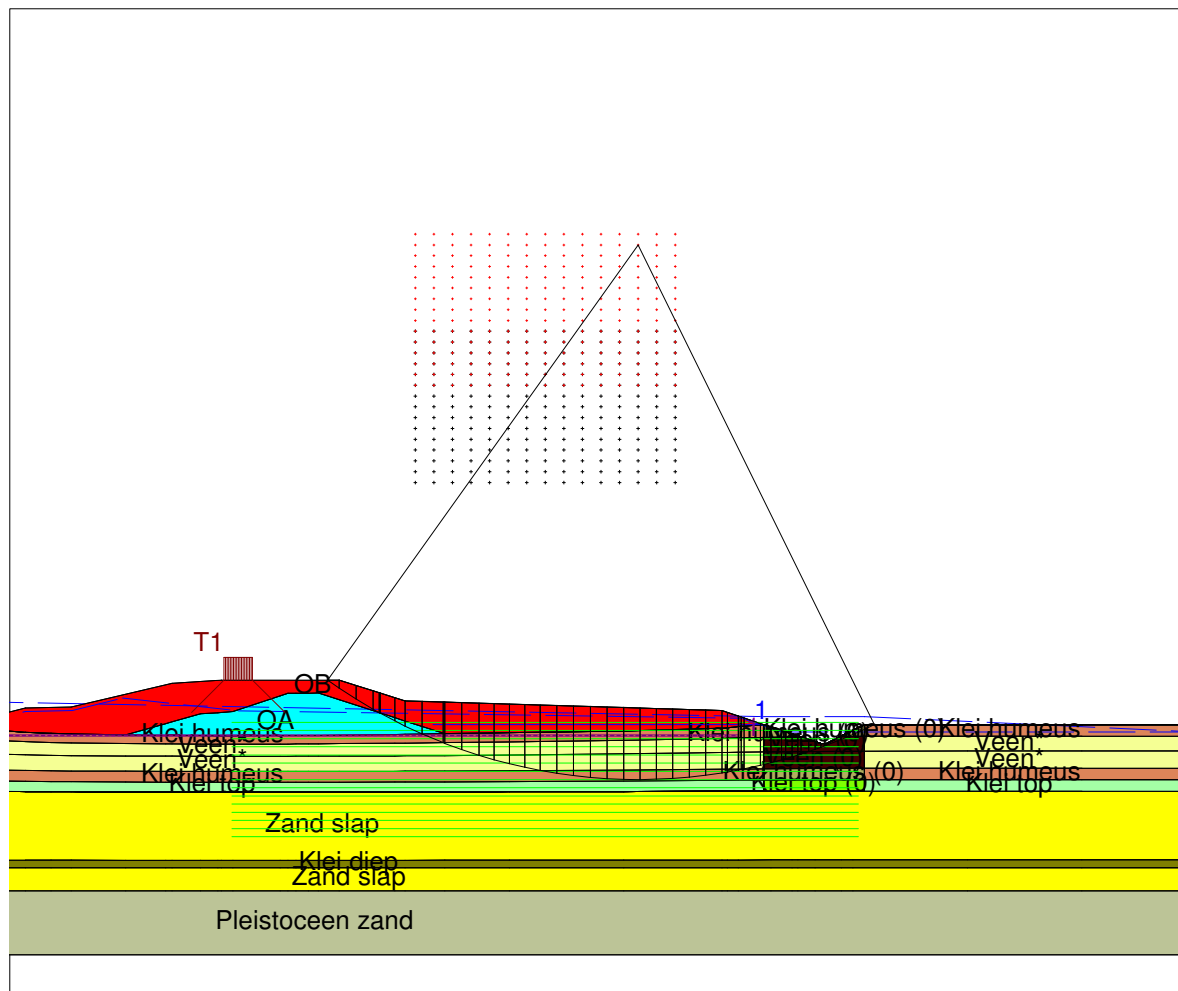 T1
OB
1
OA
Klei humeus
Klei humeus (0)
Klei humeus
Veen*
Veen*
Veen*
Veen*
Klei humeus
Klei humeus (0)
Klei humeus
Klei top
Klei top (0)
Klei top
Zand slap
Klei diep
Zand slap
Pleistoceen zand